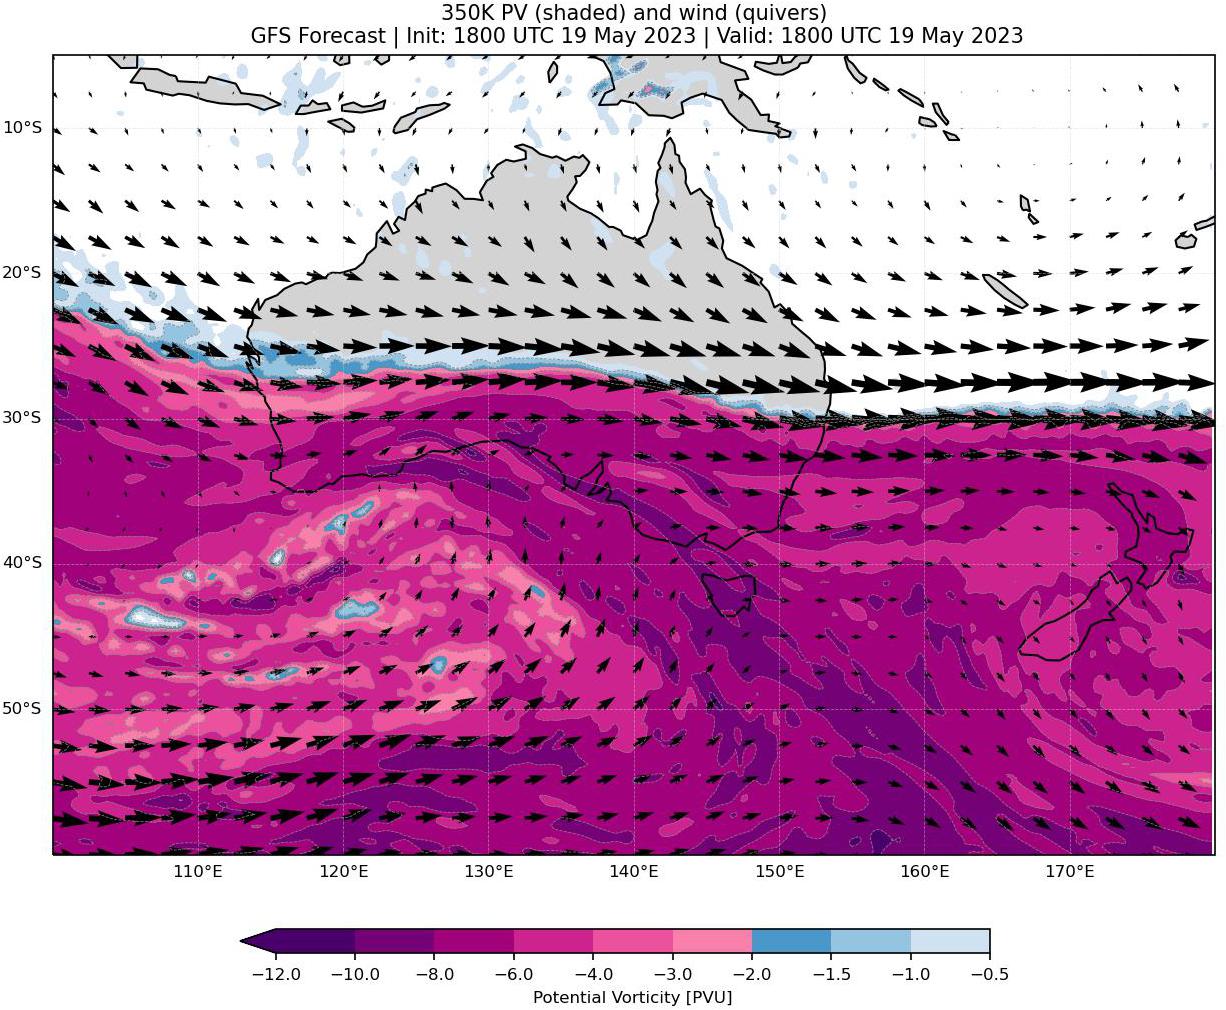 350K PV (shaded) and wind (quivers)
GFS Forecast | Init: 1800 UTC 19 May 2023 | Valid: 1800 UTC 19 May 2023
10°S
20°S
30°S
40°S
50°S
110°E 120°E 130°E 140°E 150°E 160°E 170°E
−12.0 −10.0 −8.0 −6.0 −4.0 −3.0 −2.0 −1.5 −1.0 −0.5
Potential Vorticity [PVU]